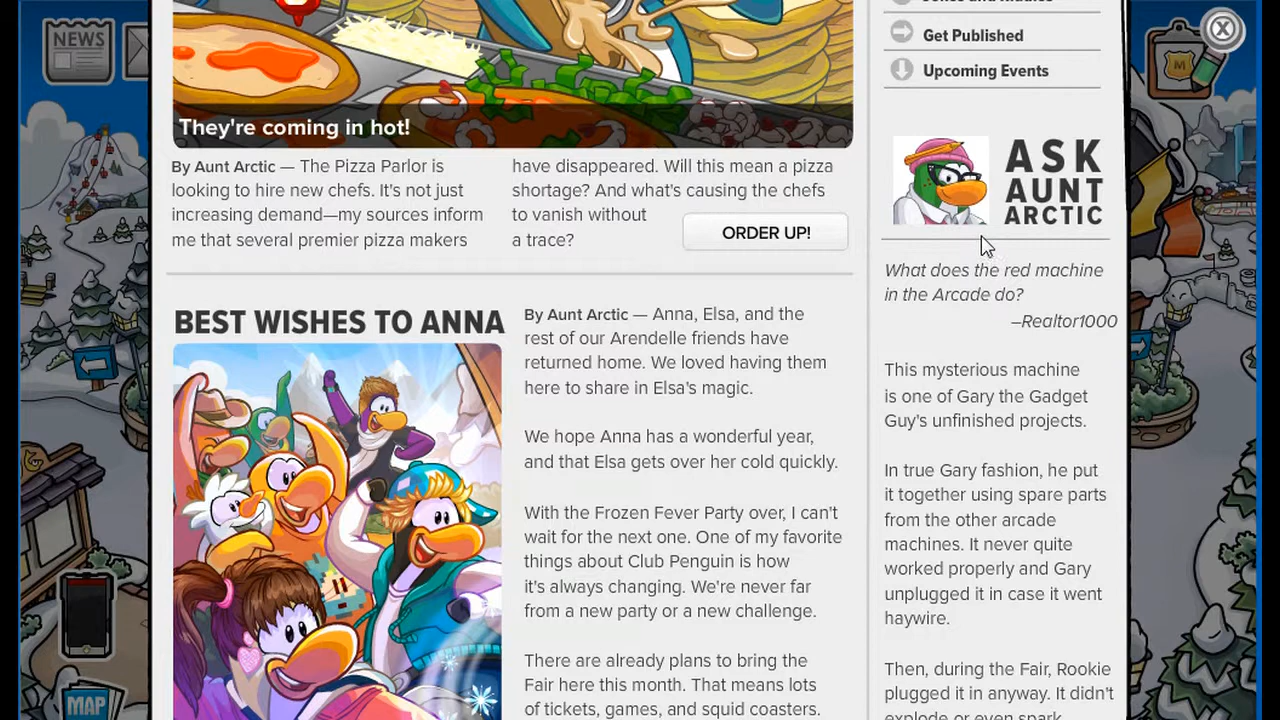 NEWS
They're coming in hot!
By Aunt Arctic — The Pizza Parlor is
looking to hire new chefs. It's not just
increasing demand—my sources inform
me that several premier pizza makers
have disappeared. Will this mean a pizza
shortage? And what's causing the chefs
to vanish without
a trace?
ORDER UP!
BEST WISHES TO ANNA
By Aunt Arctic — Anna, Elsa, and the
rest of our Arendelle friends have
returned home. We loved having them
here to share in Elsa's magic.
We hope Anna has a wonderful year,
and that Elsa gets over her cold quickly.
With the Frozen Fever Party over, I can't
wait for the next one. One of my favorite
things about Club Penguin is how
it's always changing. We're never far
from a new party or a new challenge.
There are already plans to bring the
Fair here this month. That means lots
of tickets, games, and squid coasters.
Jokes and Riddles
Get Published
Upcoming Events
M
ASK
AUNT
ARCTIC
What does the red machine
in the Arcade do?
–Realtor1000
This mysterious machine
is one of Gary the Gadget
Guy's unfinished projects.
In true Gary fashion, he put
it together using spare parts
from the other arcade
machines. It never quite
worked properly and Gary
unplugged it in case it went
haywire.
Then, during the Fair, Rookie
plugged it in anyway. It didn't
explode or even spark
MAP